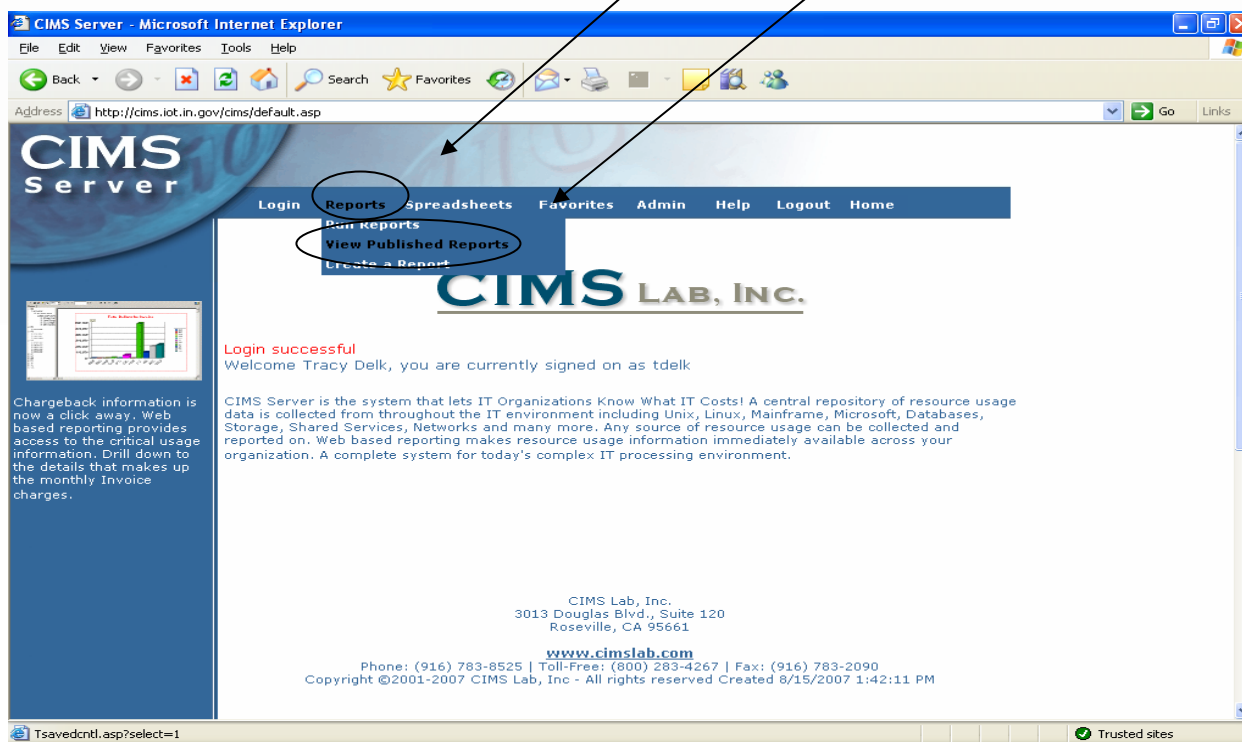 CIMS Server - Microsoft Internet Explorer
File Edit View Favorites Tools Help
Back Search Favorites
Address http://cims.iot.in.gov/cims/default.asp Go Links
CIMS
Server
Login Reports Spreadsheets Favorites Admin Help Logout Home
Run Reports
View Published Reports
Create a Report
CIMS LAB, INC.
Login successful
Welcome Tracy Delk, you are currently signed on as tdelk
Chargeback information is
now a click away. Web
based reporting provides
access to the critical usage
information. Drill down to
the details that makes up
the monthly Invoice
charges.
CIMS Server is the system that lets IT Organizations Know What IT Costs! A central repository of resource usage
data is collected from throughout the IT environment including Unix, Linux, Mainframe, Microsoft, Databases,
Storage, Shared Services, Networks and many more. Any source of resource usage can be collected and
reported on. Web based reporting makes resource usage information immediately available across your
organization. A complete system for today's complex IT processing environment.
CIMS Lab, Inc.
3013 Douglas Blvd., Suite 120
Roseville, CA 95661
www.cimslab.com
Phone: (916) 783-8525 | Toll-Free: (800) 283-4267 | Fax: (916) 783-2090
Copyright ©2001-2007 CIMS Lab, Inc - All rights reserved Created 8/15/2007 1:42:11 PM
Tsavedcntl.asp?select=1 Trusted sites